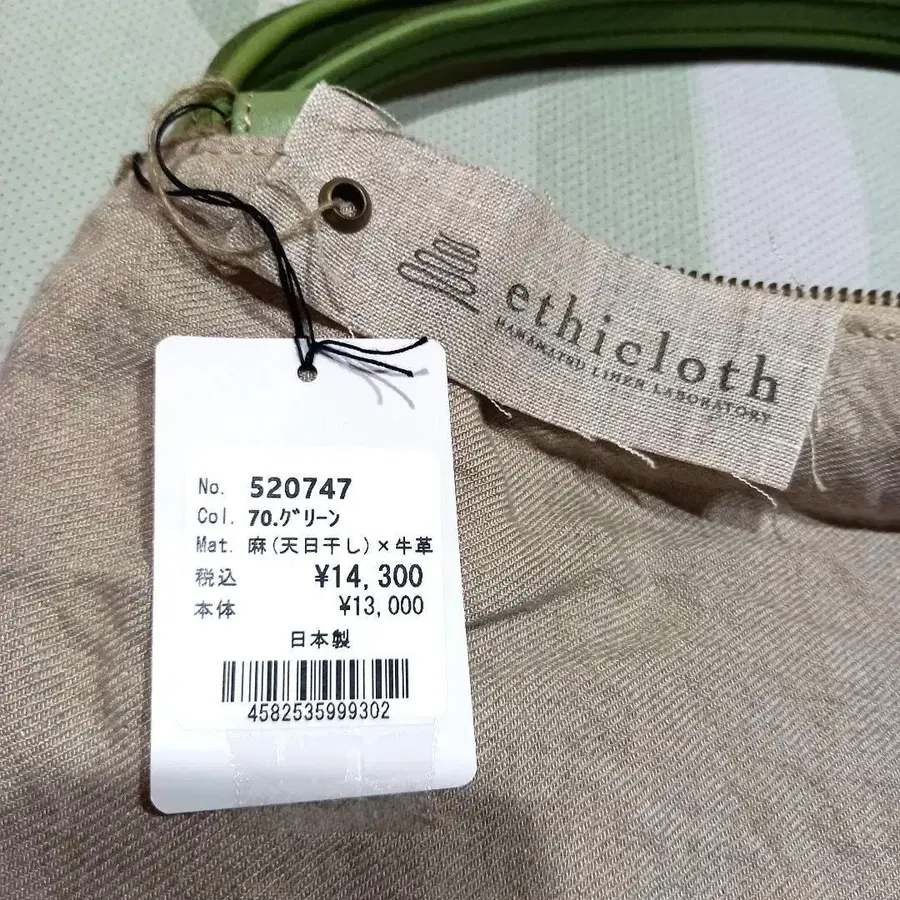 ethicloth
HAMAMATSU LINEN LABORATORY
No. 520747
Col. 70.ｸﾞﾘｰﾝ
Mat. 麻(天日干し)×牛革
税込 ¥14,300
本体 ¥13,000
日本製
4582535999302